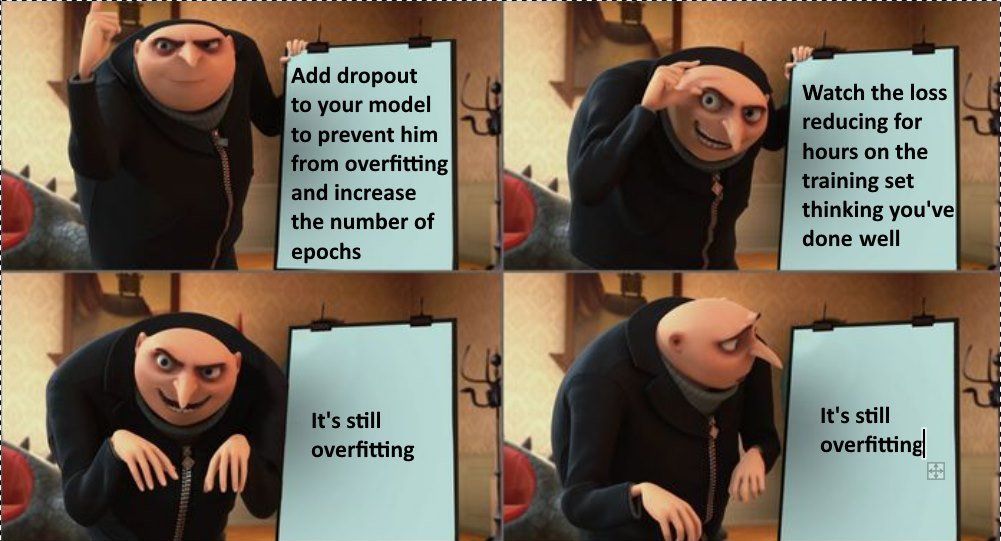 Add dropout
to your model
to prevent him
from overfitting
and increase
the number of
epochs
Watch the loss
reducing for
hours on the
training set
thinking you've
done well
It's still
overfitting
It's still
overfitting